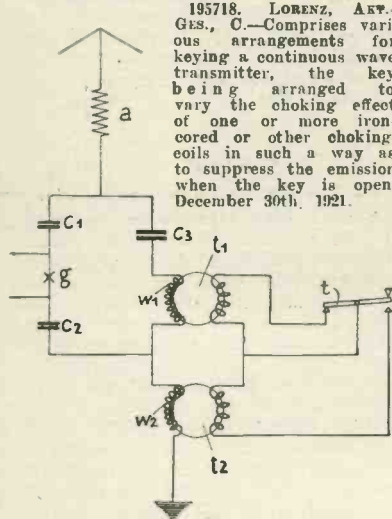 195718. LORENZ, AKT.-
GES., C.—Comprises vari-
ous arrangements for
keying a continuous wave
transmitter, the key
being arranged to
vary the choking effect
of one or more iron-
cored or other choking
coils in such a way as
to suppress the emission
when the key is open.
December 30th, 1921.
a
C1
C3
t1
g
w1
t
C2
w2
t2